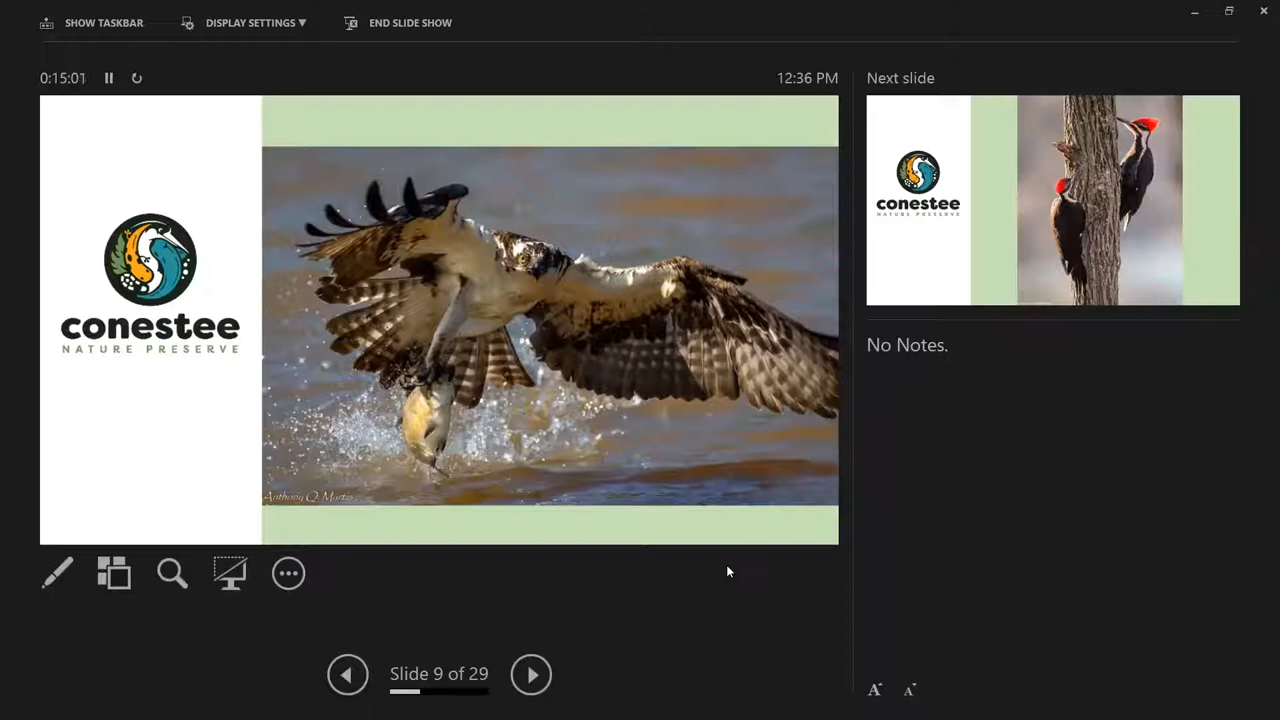 SHOW TASKBAR
DISPLAY SETTINGS ▼
END SLIDE SHOW
0:15:01
12:36 PM
conestee
NATURE PRESERVE
Anthony Q. Martin
Next slide
conestee
NATURE PRESERVE
No Notes.
Slide 9 of 29
A
A